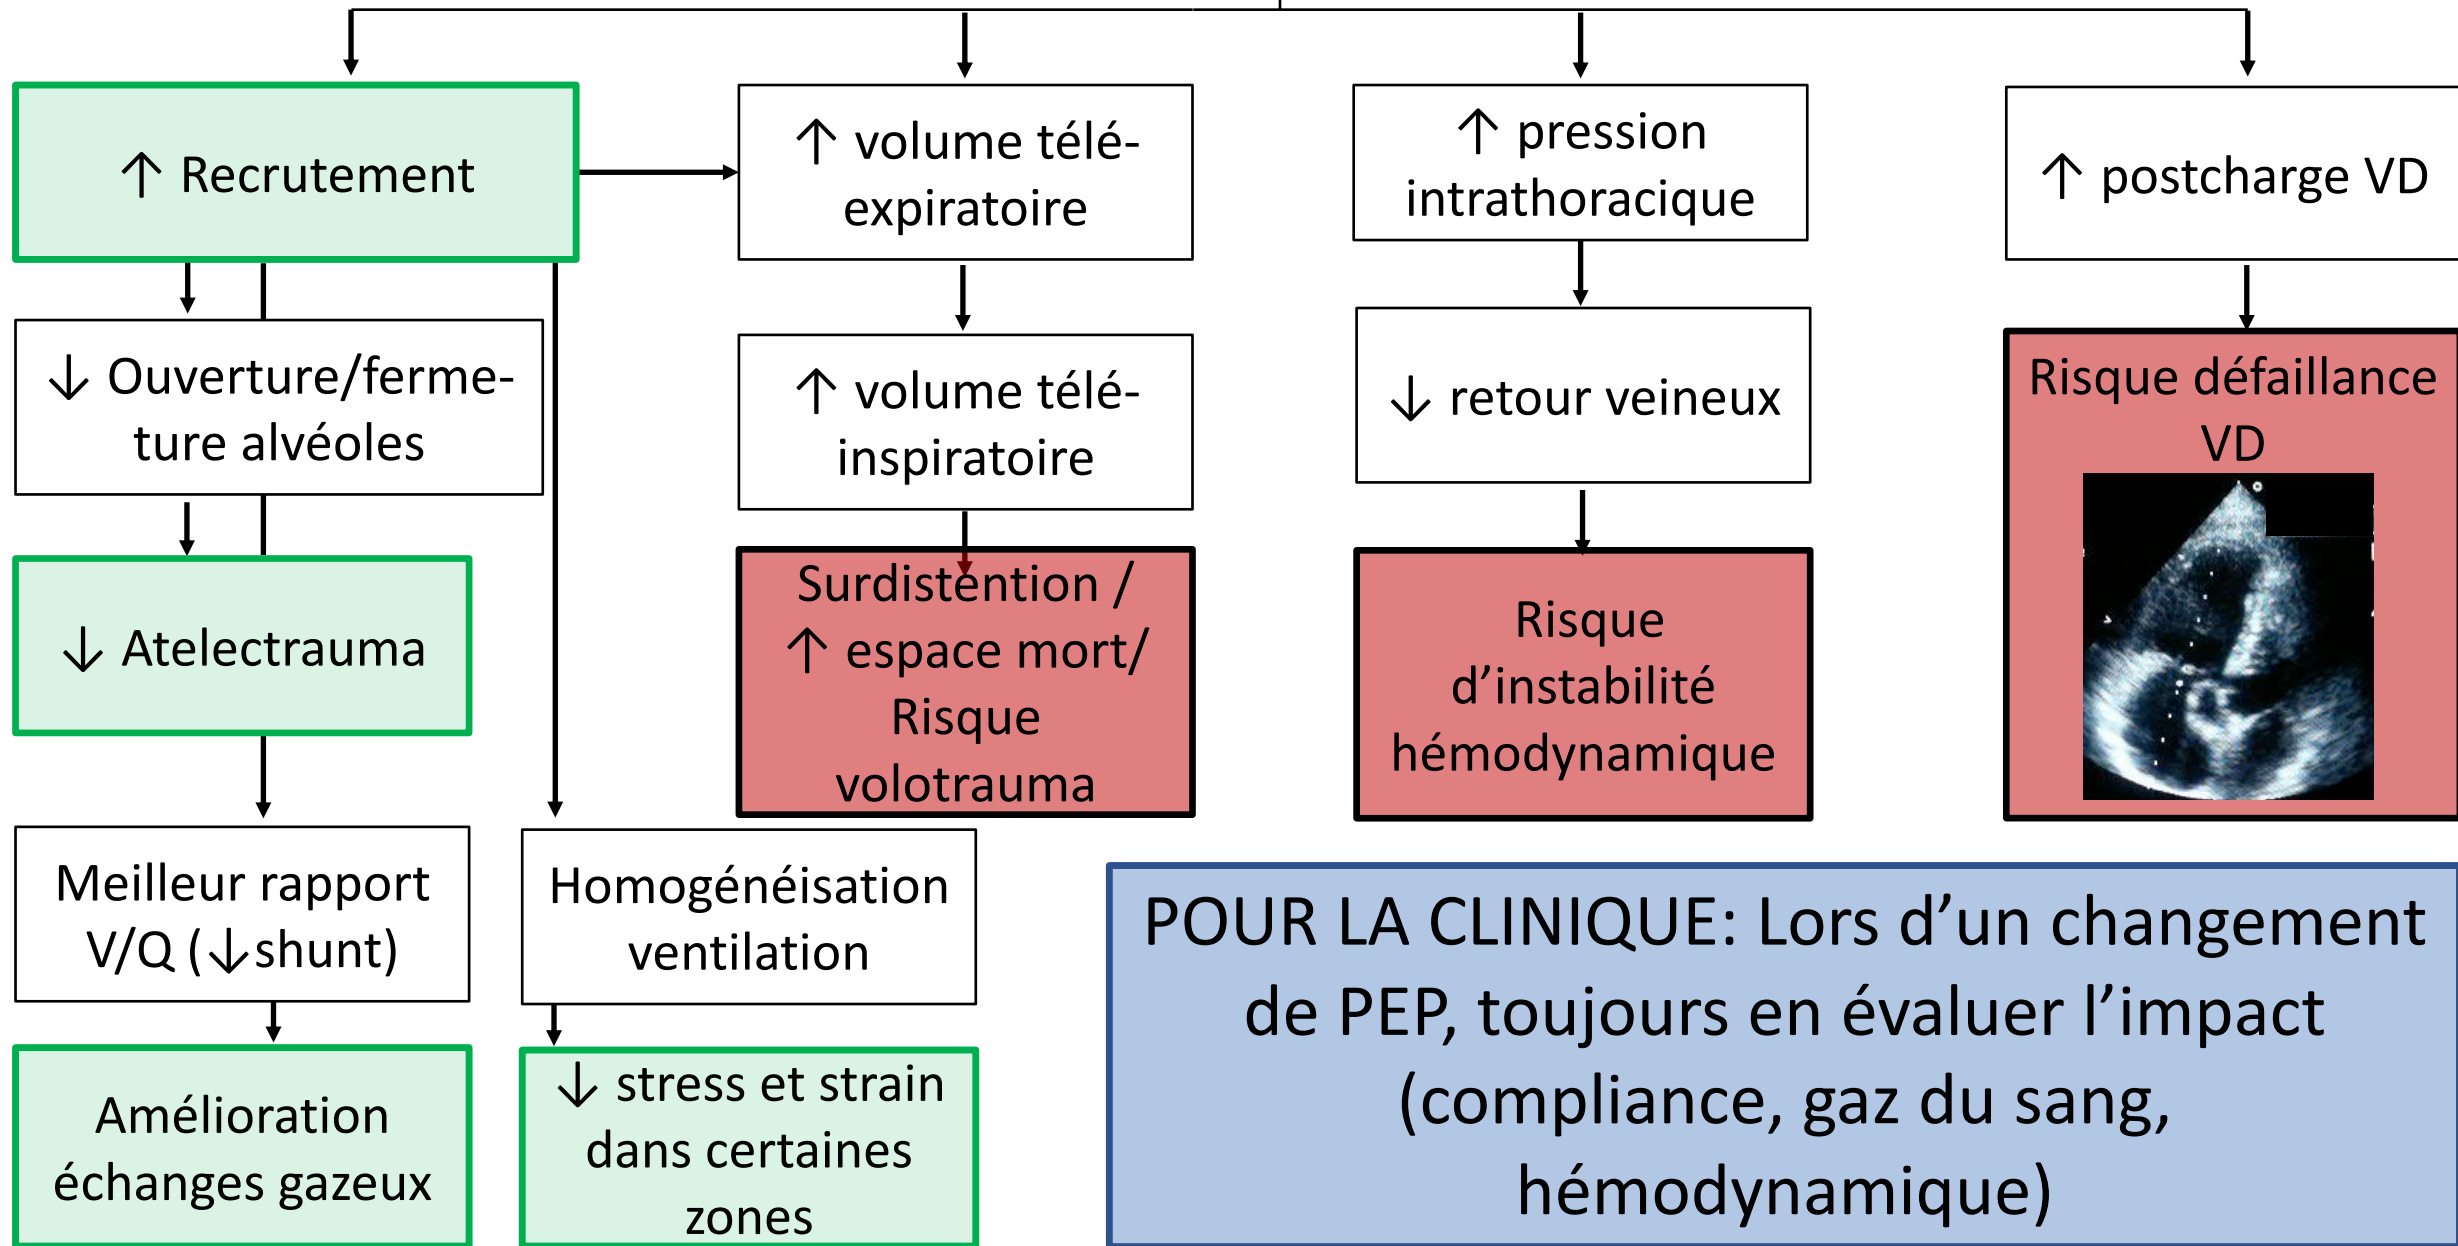 ↑ Recrutement
↑ volume télé-
expiratoire
↑ pression
intrathoracique
↑ postcharge VD
↓ Ouverture/ferme-
ture alvéoles
↑ volume télé-
inspiratoire
↓ retour veineux
Risque défaillance
VD
↓ Atelectrauma
Surdistention /
↑ espace mort/
Risque
volotrauma
Risque
d’instabilité
hémodynamique
Meilleur rapport
V/Q (↓shunt)
Homogénéisation
ventilation
Amélioration
échanges gazeux
↓ stress et strain
dans certaines
zones
POUR LA CLINIQUE: Lors d’un changement
de PEP, toujours en évaluer l’impact
(compliance, gaz du sang,
hémodynamique)